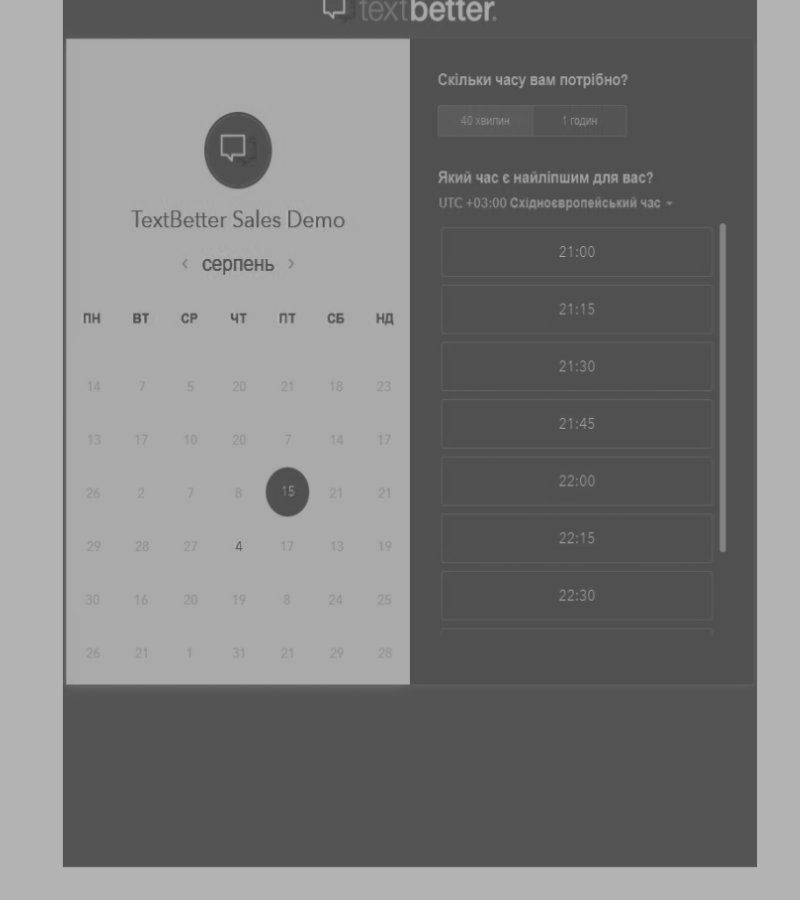 textbetter.
TextBetter Sales Demo
‹ серпень ›
ПН ВТ СР ЧТ ПТ СБ НД
14 7 5 20 21 18 23
13 17 10 20 7 14 17
26 2 7 8 15 21 21
29 28 27 4 17 13 19
30 16 20 19 8 24 25
26 21 1 31 21 29 28
Скільки часу вам потрібно?
40 хвилин 1 годин
Який час є найліпшим для вас?
UTC +03:00 Східноєвропейський час
21:00
21:15
21:30
21:45
22:00
22:15
22:30